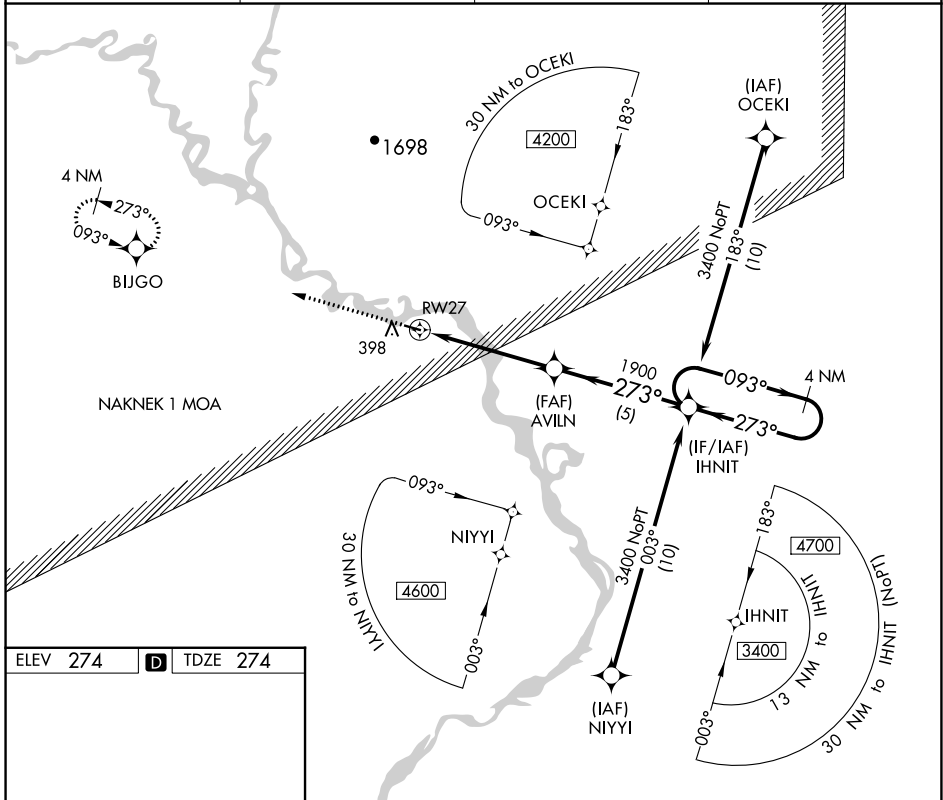 30 NM to OCEKI
4200
183°
OCEKI
093°
(IAF)
OCEKI
1698
4 NM
273°
093°
BIJGO
3400 NoPT
183°
(10)
RW27
398
1900
273°
(5)
(FAF)
AVILN
093°
4 NM
273°
(IF/IAF)
IHNIT
NAKNEK 1 MOA
093°
NIYYI
4600
30 NM to NIYYI
003°
3400 NoPT
003°
(10)
(IAF)
NIYYI
183°
4700
IHNIT
3400
13 NM to IHNIT
30 NM to IHNIT (NoPT)
003°
ELEV 274 D TDZE 274